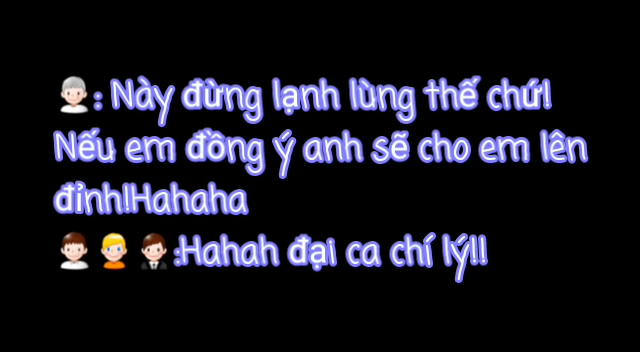 : Này đừng lạnh lùng thế chứ!
Nếu em đồng ý anh sẽ cho em lên
đỉnh!Hahaha
:Hahah đại ca chí lý!!